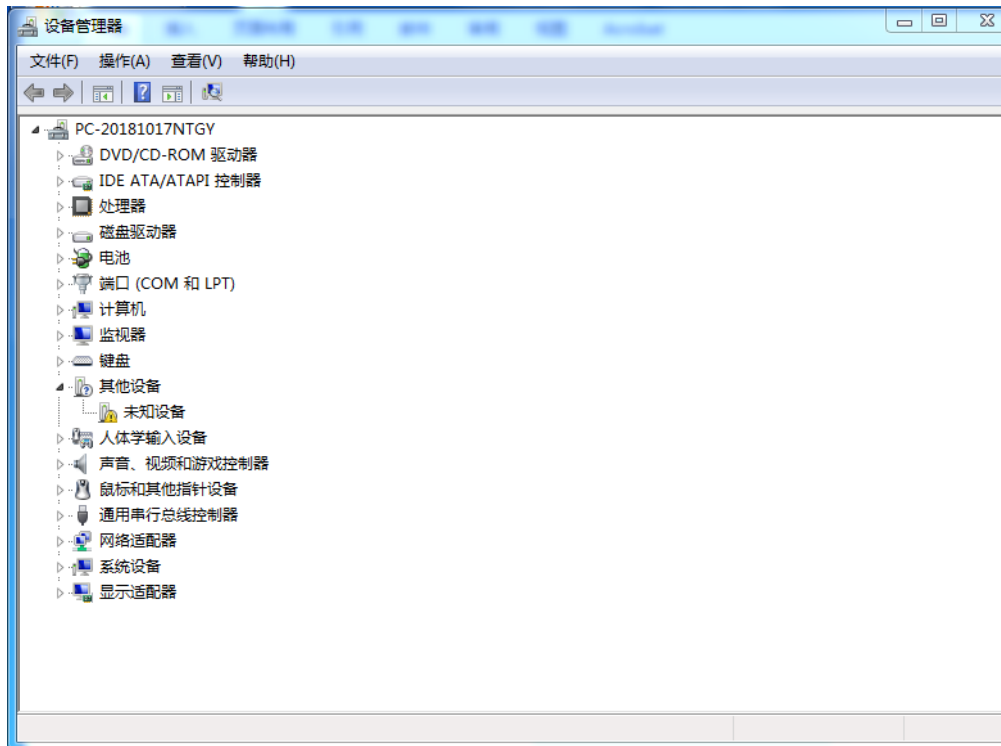 设备管理器
文件(F) 操作(A) 查看(V) 帮助(H)
PC-20181017NTGY
DVD/CD-ROM 驱动器
IDE ATA/ATAPI 控制器
处理器
磁盘驱动器
电池
端口 (COM 和 LPT)
计算机
监视器
键盘
其他设备
未知设备
人体学输入设备
声音、视频和游戏控制器
鼠标和其他指针设备
通用串行总线控制器
网络适配器
系统设备
显示适配器